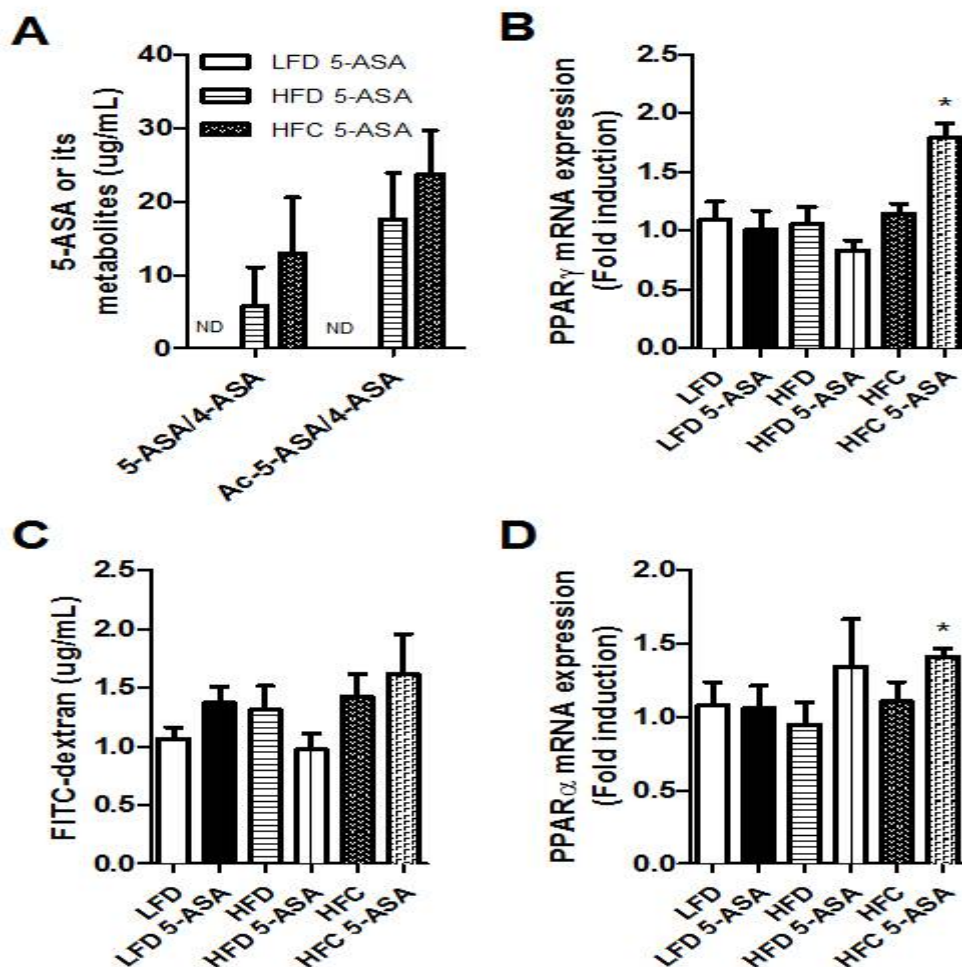 A
5-ASA or its
metabolites (ug/mL)
40
30
20
10
0
LFD 5-ASA
HFD 5-ASA
HFC 5-ASA
ND
ND
5-ASA/4-ASA
Ac-5-ASA/4-ASA
B
PPARγ mRNA expression
(Fold induction)
2.5
2.0
1.5
1.0
0.5
0.0
*
LFD
LFD 5-ASA
HFD
HFD 5-ASA
HFC
HFC 5-ASA
C
FITC-dextran (ug/mL)
2.5
2.0
1.5
1.0
0.5
0.0
LFD
LFD 5-ASA
HFD
HFD 5-ASA
HFC
HFC 5-ASA
D
PPARα mRNA expression
(Fold induction)
2.0
1.5
1.0
0.5
0.0
*
LFD
LFD 5-ASA
HFD
HFD 5-ASA
HFC
HFC 5-ASA